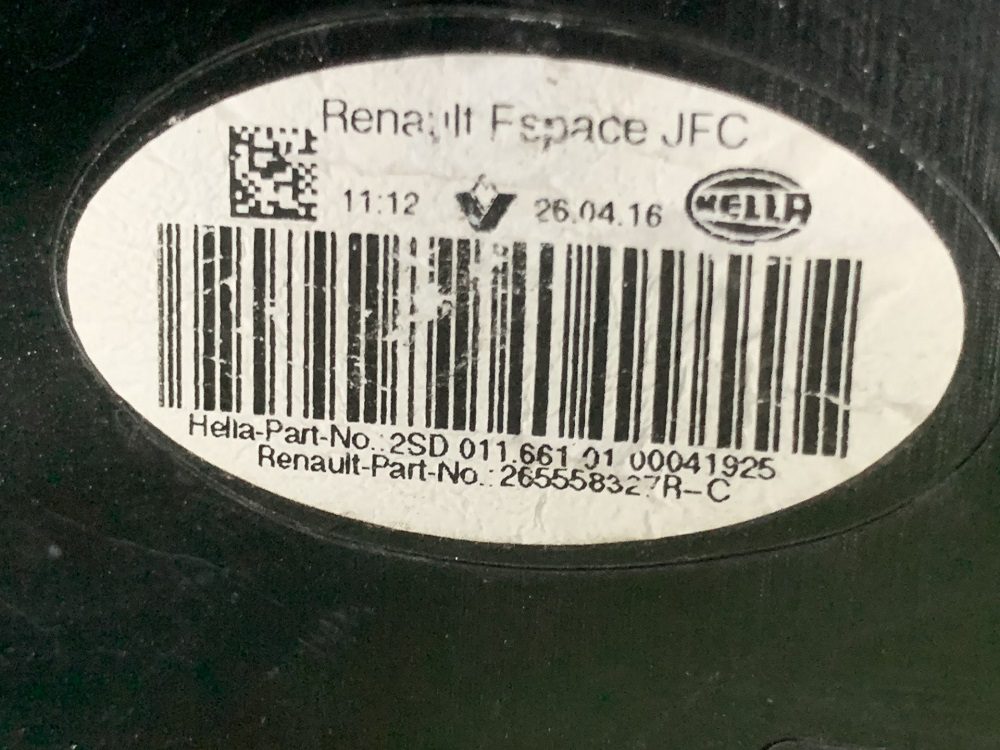 Renault Espace JFC
11:12 26.04.16 HELLA
Hella-Part-No.:2SD 011.661 01 00041925
Renault-Part-No.:265558327R-C